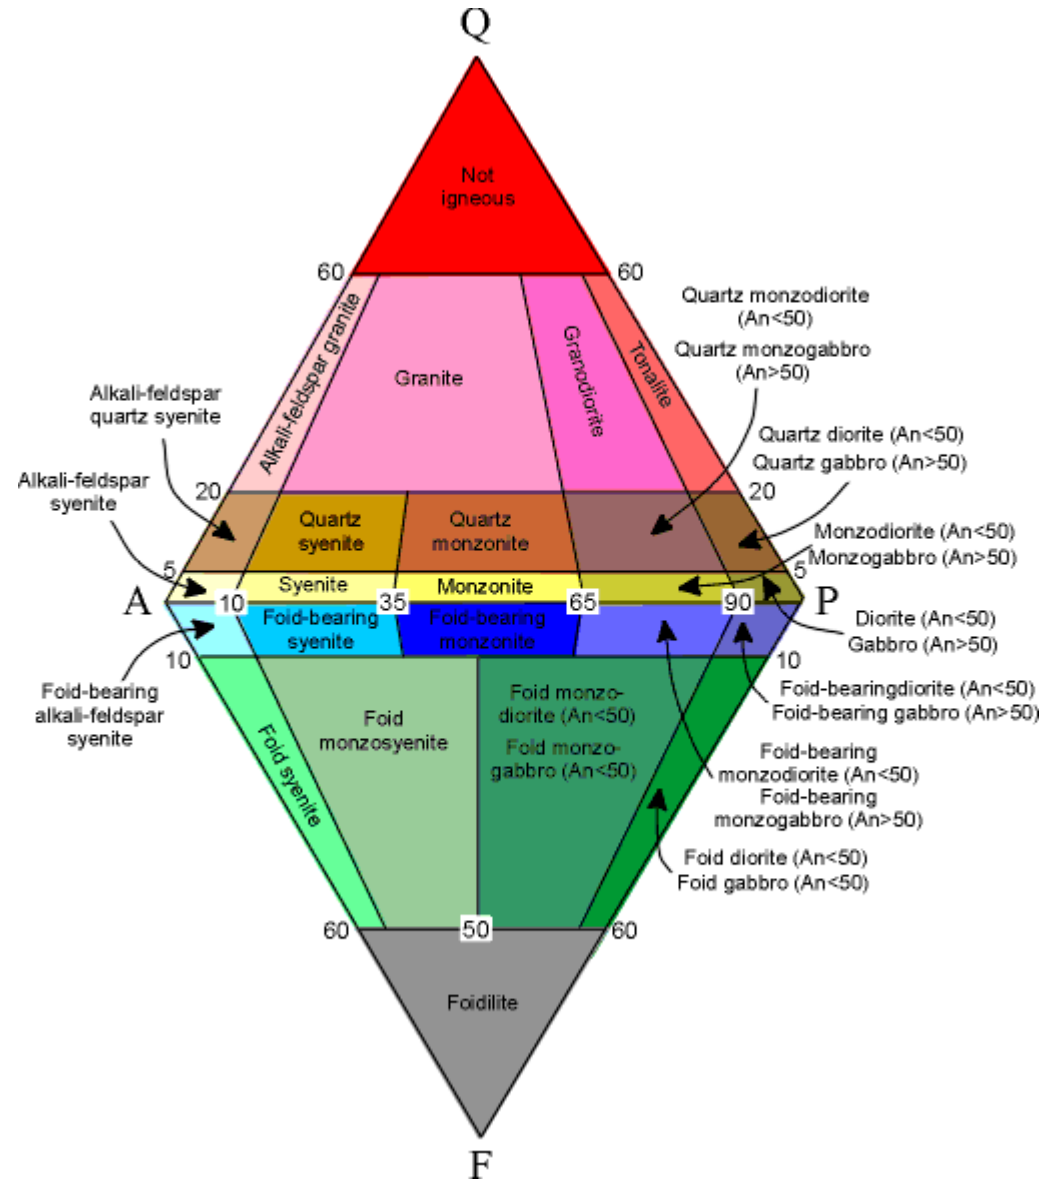 Q
Not
igneous
60
60
Quartz monzodiorite
(An<50)
Quartz monzogabbro
(An>50)
Alkali-feldspar granite
Granite
Granodiorite
Tonalite
Alkali-feldspar
quartz syenite
Quartz diorite (An<50)
Quartz gabbro (An>50)
Alkali-feldspar
syenite
20
20
Quartz
syenite
Quartz
monzonite
Monzodiorite (An<50)
Monzogabbro (An>50)
5
5
Syenite
Monzonite
A
10
35
65
90
P
Foid-bearing
syenite
Foid-bearing
monzonite
Diorite (An<50)
Gabbro (An>50)
10
10
Foid-bearing
alkali-feldspar
syenite
Foid-bearingdiorite (An<50)
Foid-bearing gabbro (An>50)
Foid syenite
Foid
monzosyenite
Foid monzo-
diorite (An<50)
Foid monzo-
gabbro (An<50)
Foid-bearing
monzodiorite (An<50)
Foid-bearing
monzogabbro (An>50)
Foid diorite (An<50)
Foid gabbro (An<50)
60
50
60
Foidilite
F